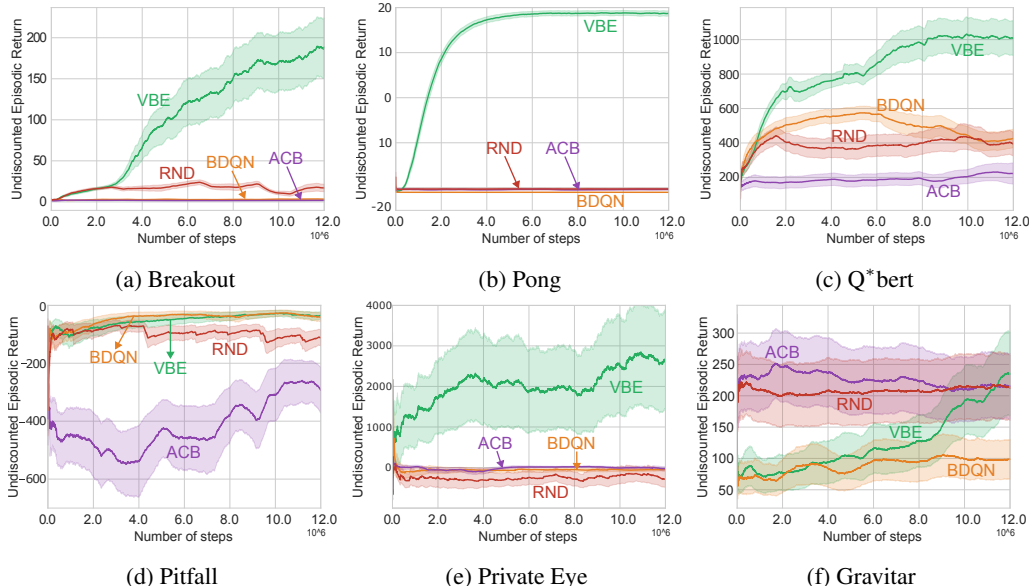 Undiscounted Episodic Return
200
150
100
50
0
VBE
RND
BDQN
ACB
0.0 2.0 4.0 6.0 8.0 10.0 12.0
Number of steps 10^6
(a) Breakout
Undiscounted Episodic Return
20
10
0
10
-20
VBE
RND
ACB
BDQN
0.0 2.0 4.0 6.0 8.0 10.0 12.0
Number of steps 10^6
(b) Pong
Undiscounted Episodic Return
1000
800
600
400
200
VBE
BDQN
RND
ACB
0.0 2.0 4.0 6.0 8.0 10.0 12.0
Number of steps 10^6
(c) Q*bert
Undiscounted Episodic Return
0
-200
-400
-600
BDQN
VBE
RND
ACB
0.0 2.0 4.0 6.0 8.0 10.0 12.0
Number of steps 10^6
(d) Pitfall
Undiscounted Episodic Return
4000
3000
2000
1000
0
VBE
ACB
BDQN
RND
0.0 2.0 4.0 6.0 8.0 10.0 12.0
Number of steps 10^6
(e) Private Eye
Undiscounted Episodic Return
300
250
200
150
100
50
ACB
RND
VBE
BDQN
0.0 2.0 4.0 6.0 8.0 10.0 12.0
Number of steps 10^6
(f) Gravitar